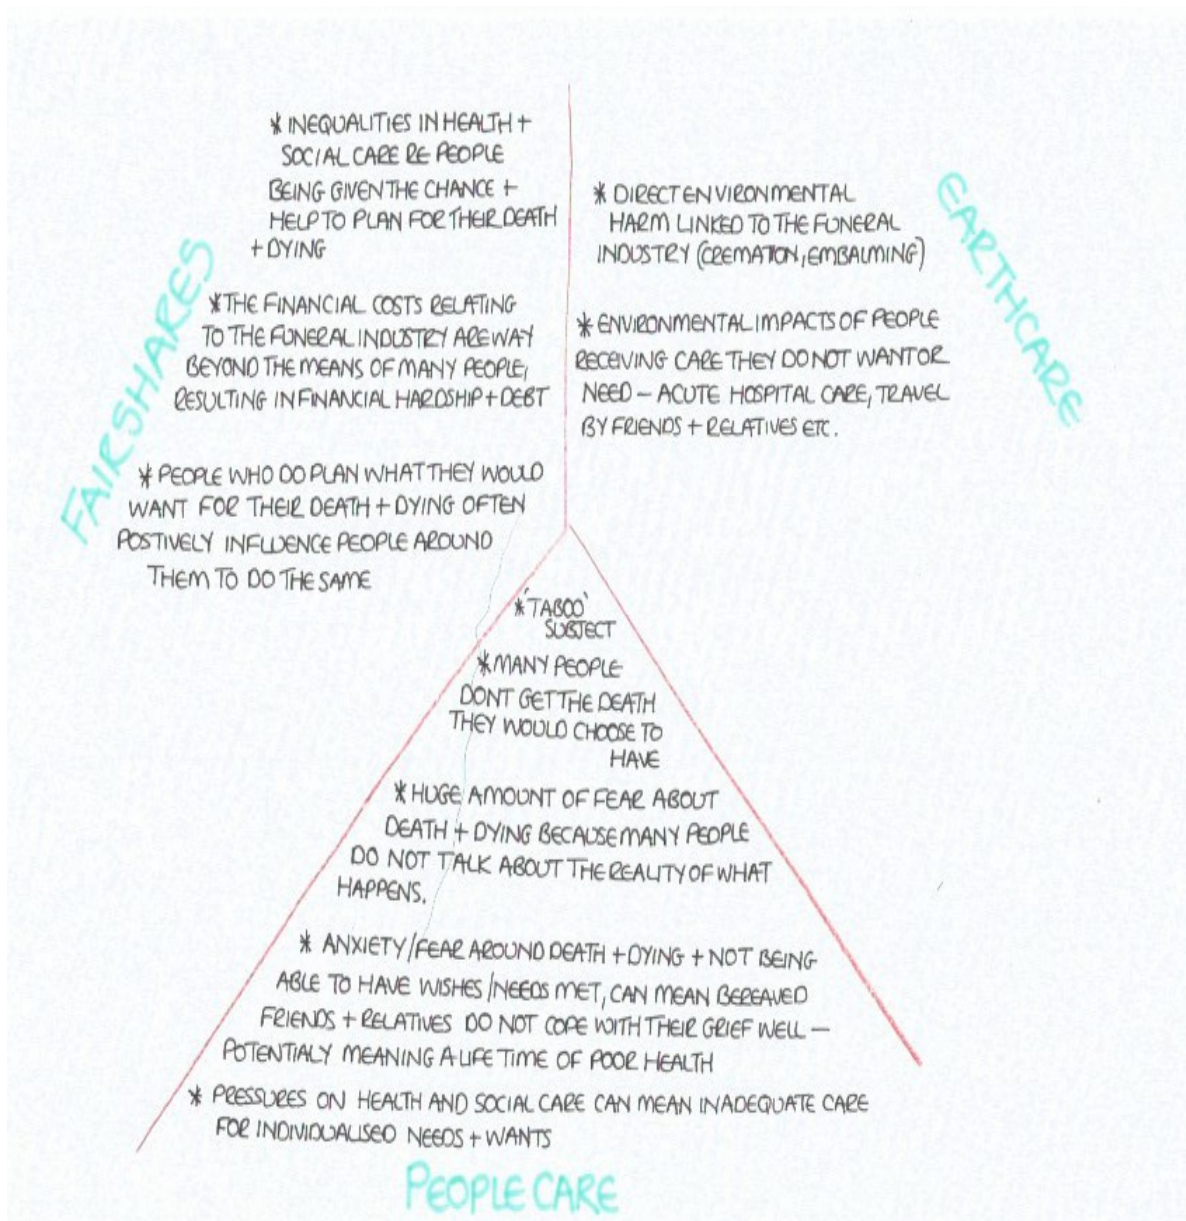 * INEQUALITIES IN HEALTH +
SOCIAL CARE RE PEOPLE
BEING GIVEN THE CHANCE +
HELP TO PLAN FOR THEIR DEATH
+ DYING
* THE FINANCIAL COSTS RELATING
TO THE FUNERAL INDUSTRY ARE WAY
BEYOND THE MEANS OF MANY PEOPLE,
RESULTING IN FINANCIAL HARDSHIP + DEBT
* PEOPLE WHO DO PLAN WHAT THEY WOULD
WANT FOR THEIR DEATH + DYING OFTEN
POSTIVELY INFLUENCE PEOPLE AROUND
THEM TO DO THE SAME
FAIRSHARES
* DIRECT ENVIRONMENTAL
HARM LINKED TO THE FUNERAL
INDUSTRY (CREMATION, EMBALMING)
* ENVIRONMENTAL IMPACTS OF PEOPLE
RECEIVING CARE THEY DO NOT WANT OR
NEED – ACUTE HOSPITAL CARE, TRAVEL
BY FRIENDS + RELATIVES ETC.
EARTHCARE
* 'TABOO'
SUBJECT
* MANY PEOPLE
DONT GET THE DEATH
THEY WOULD CHOOSE TO
HAVE
* HUGE AMOUNT OF FEAR ABOUT
DEATH + DYING BECAUSE MANY PEOPLE
DO NOT TALK ABOUT THE REALITY OF WHAT
HAPPENS.
* ANXIETY/FEAR AROUND DEATH + DYING + NOT BEING
ABLE TO HAVE WISHES/NEEDS MET, CAN MEAN BEREAVED
FRIENDS + RELATIVES DO NOT COPE WITH THEIR GRIEF WELL –
POTENTIALY MEANING A LIFE TIME OF POOR HEALTH
* PRESSURES ON HEALTH AND SOCIAL CARE CAN MEAN INADEQUATE CARE
FOR INDIVIDUALISED NEEDS + WANTS
PEOPLE CARE